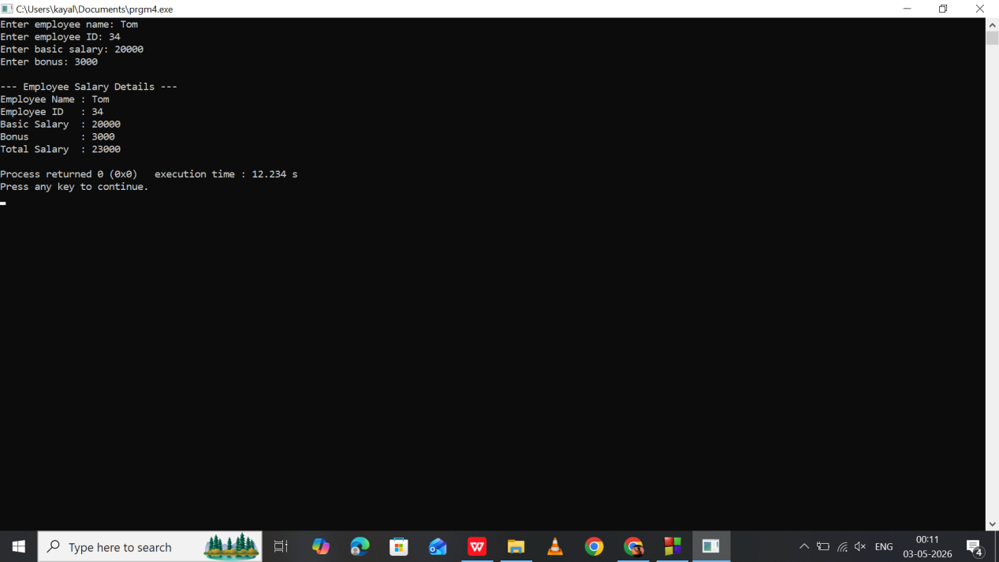 C:\Users\kayal\Documents\prgm4.exe
Enter employee name: Tom
Enter employee ID: 34
Enter basic salary: 20000
Enter bonus: 3000
--- Employee Salary Details ---
Employee Name : Tom
Employee ID   : 34
Basic Salary  : 20000
Bonus         : 3000
Total Salary  : 23000
Process returned 0 (0x0)   execution time : 12.234 s
Press any key to continue.
Type here to search
W
ENG
00:11
03-05-2026
4